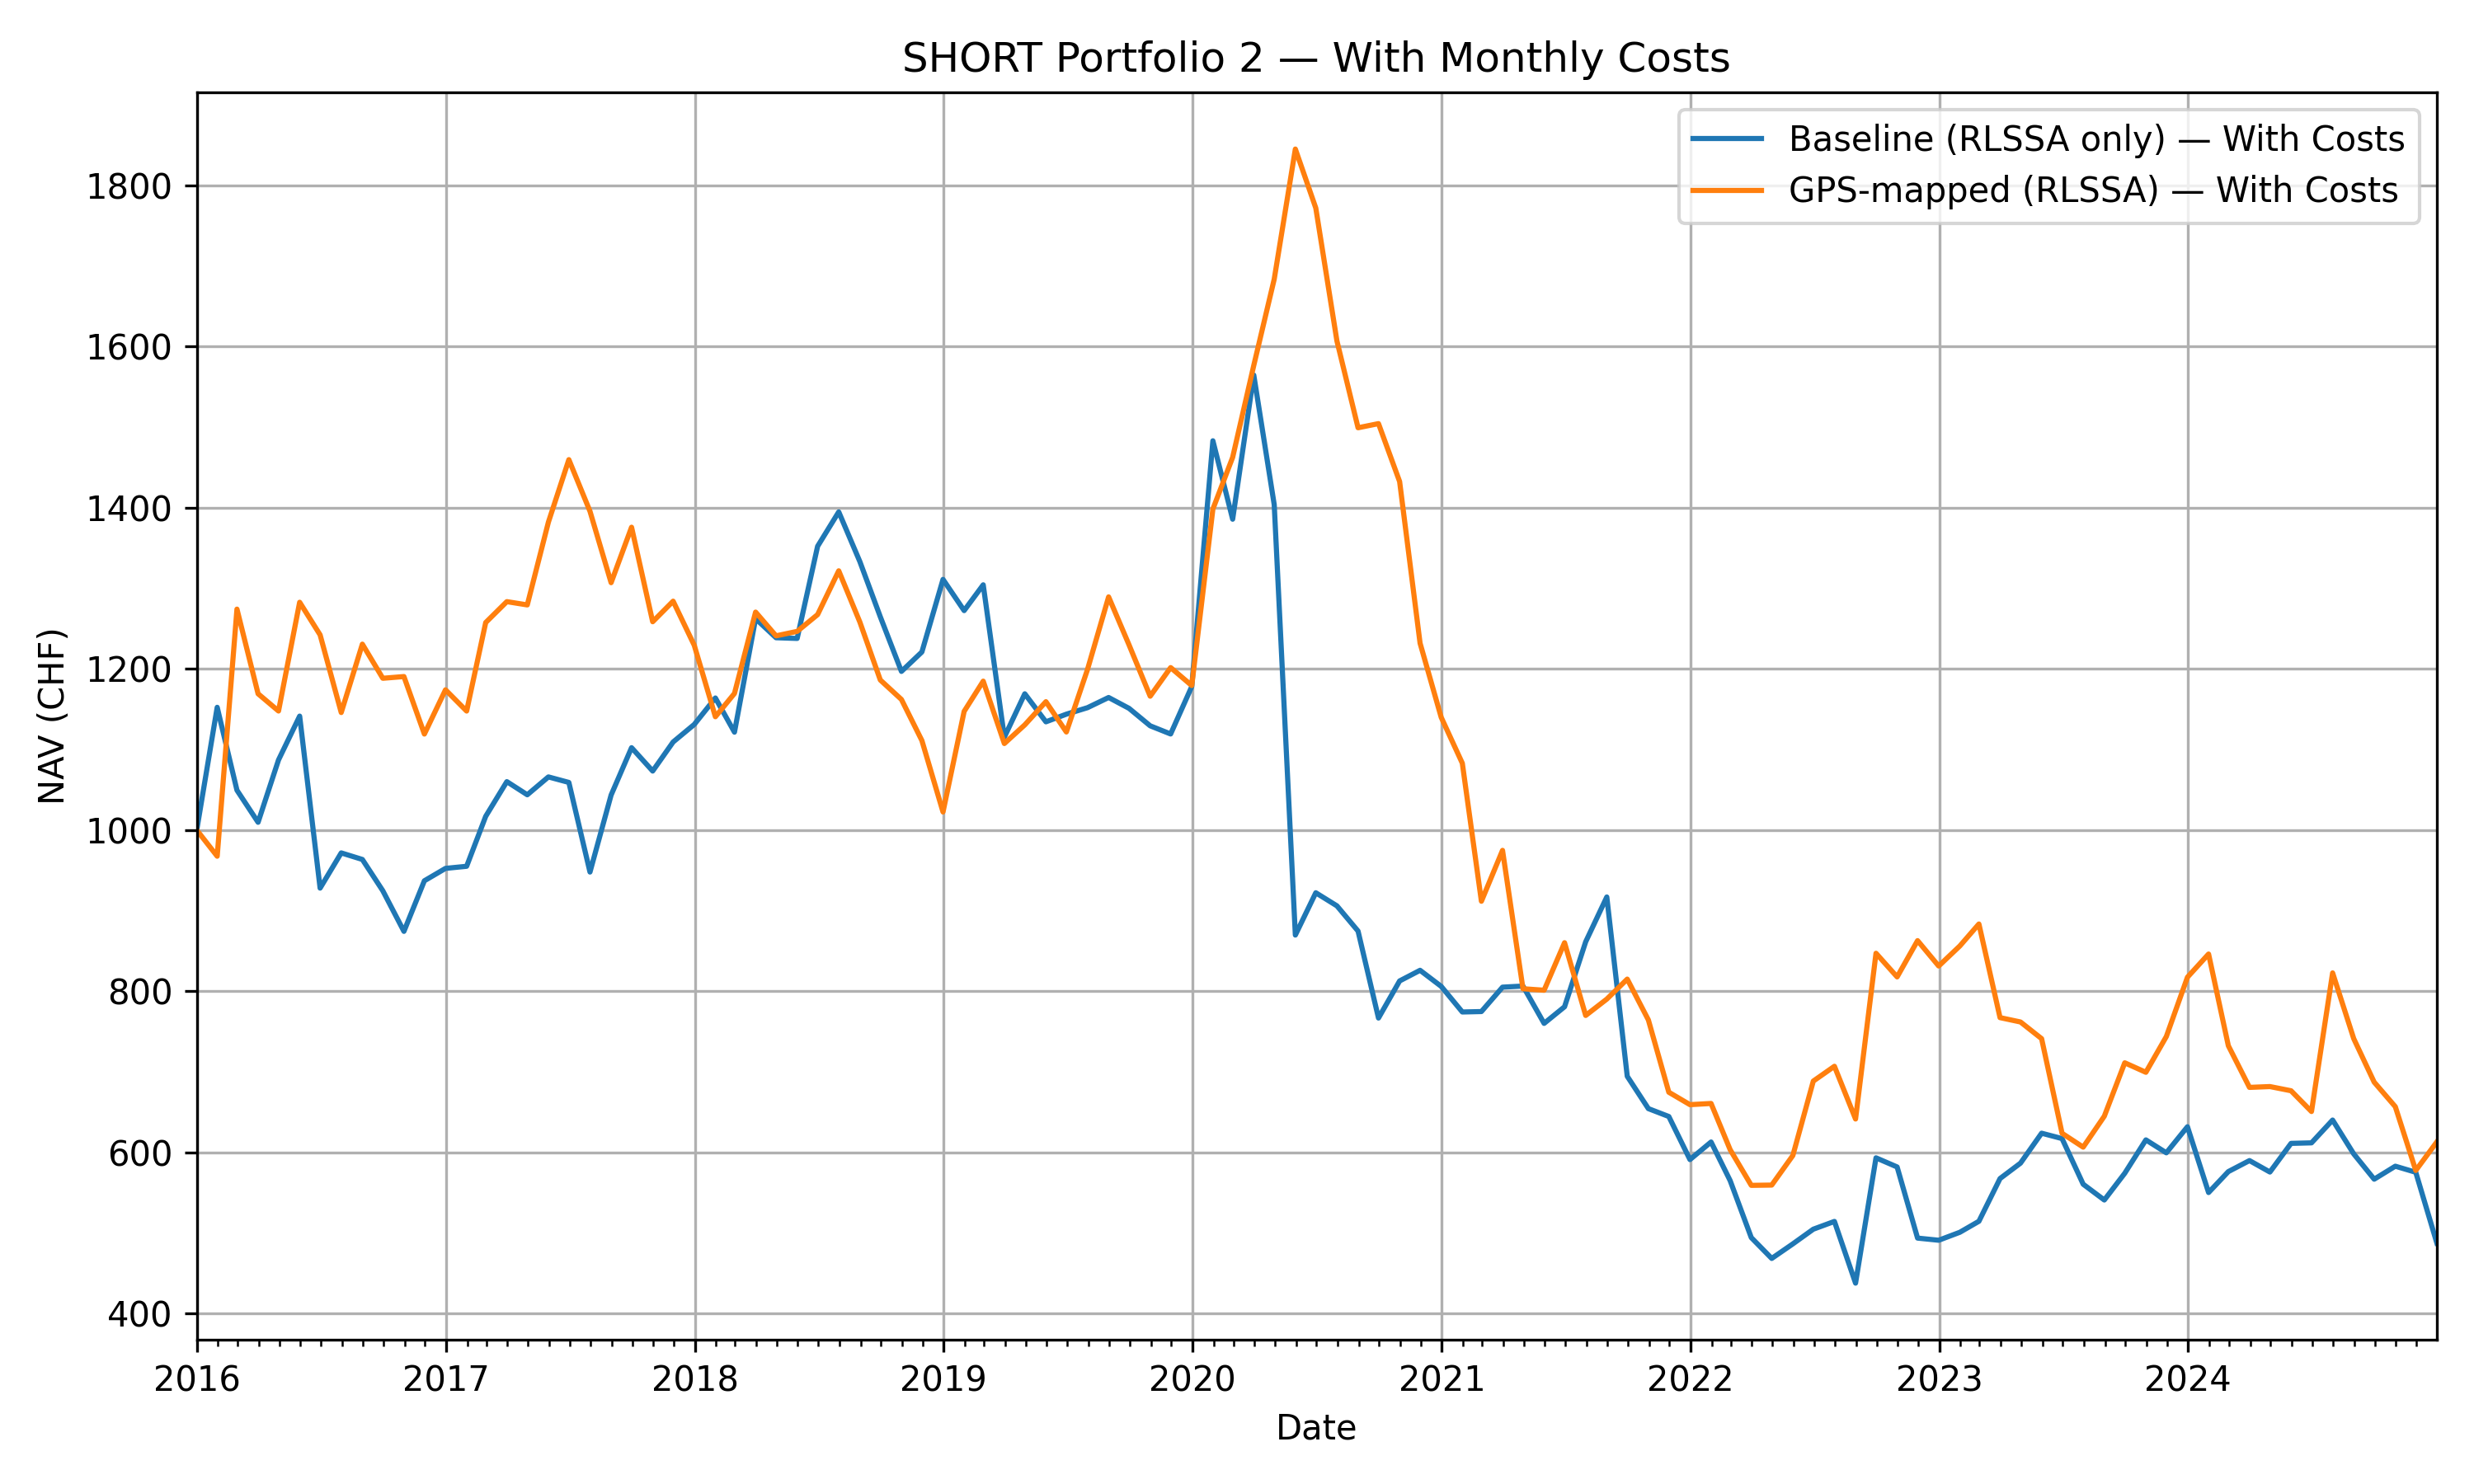 SHORT Portfolio 2 — With Monthly Costs
Baseline (RLSSA only) — With Costs
GPS-mapped (RLSSA) — With Costs
NAV (CHF)
1800
1600
1400
1200
1000
800
600
400
2016 2017 2018 2019 2020 2021 2022 2023 2024
Date